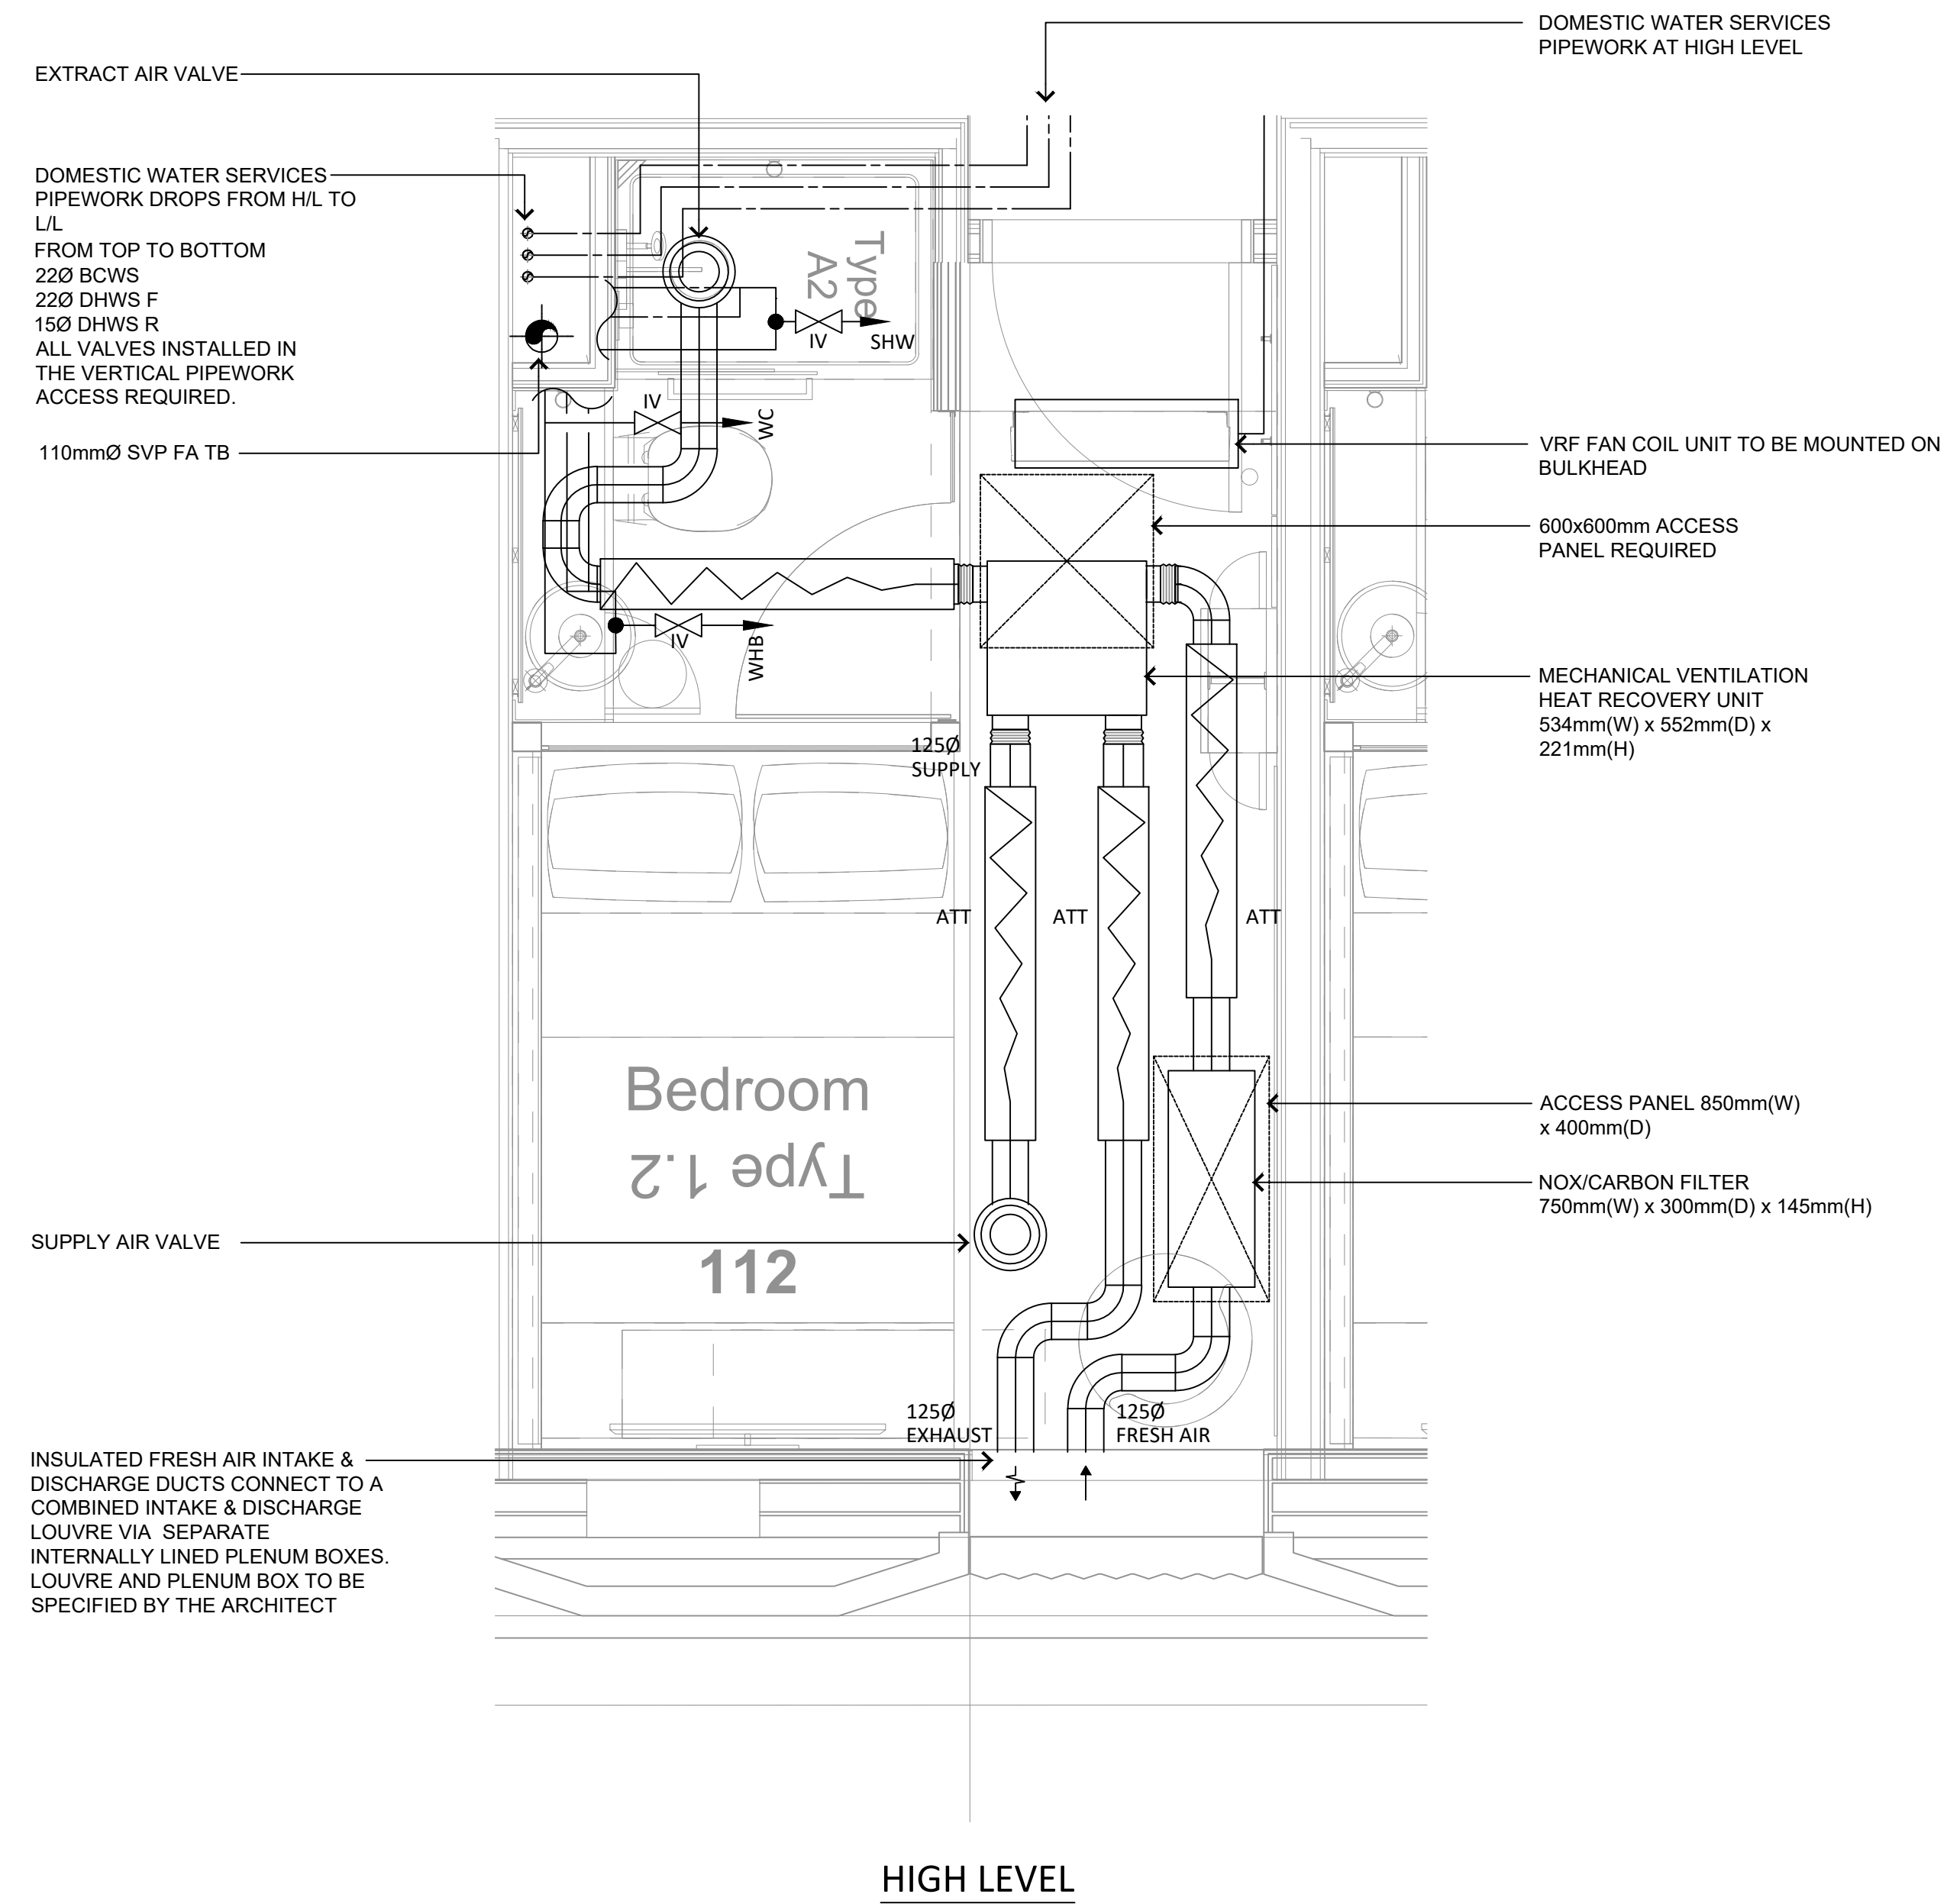 DOMESTIC WATER SERVICES
PIPEWORK AT HIGH LEVEL
EXTRACT AIR VALVE
DOMESTIC WATER SERVICES
PIPEWORK DROPS FROM H/L TO
L/L
FROM TOP TO BOTTOM
22Ø BCWS
22Ø DHWS F
15Ø DHWS R
ALL VALVES INSTALLED IN
THE VERTICAL PIPEWORK
ACCESS REQUIRED.
110mmØ SVP FA TB
Type
A2
IV
SHW
IV
WC
IV
WHB
VRF FAN COIL UNIT TO BE MOUNTED ON
BULKHEAD
600x600mm ACCESS
PANEL REQUIRED
MECHANICAL VENTILATION
HEAT RECOVERY UNIT
534mm(W) x 552mm(D) x
221mm(H)
125Ø
SUPPLY
ATT
ATT
ATT
Bedroom
Type 1.2
112
ACCESS PANEL 850mm(W)
x 400mm(D)
NOX/CARBON FILTER
750mm(W) x 300mm(D) x 145mm(H)
SUPPLY AIR VALVE
125Ø
EXHAUST
125Ø
FRESH AIR
INSULATED FRESH AIR INTAKE &
DISCHARGE DUCTS CONNECT TO A
COMBINED INTAKE & DISCHARGE
LOUVRE VIA  SEPARATE
INTERNALLY LINED PLENUM BOXES.
LOUVRE AND PLENUM BOX TO BE
SPECIFIED BY THE ARCHITECT
HIGH LEVEL